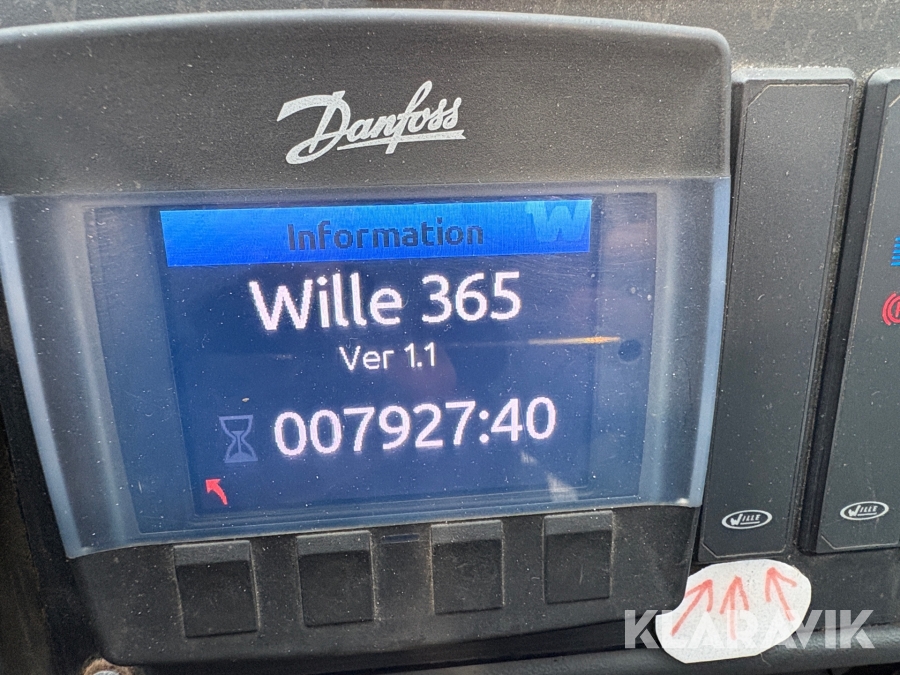 Danfoss
Information
W
Wille 365
Ver 1.1
007927:40
WILLE
WILLE
KLARAVIK